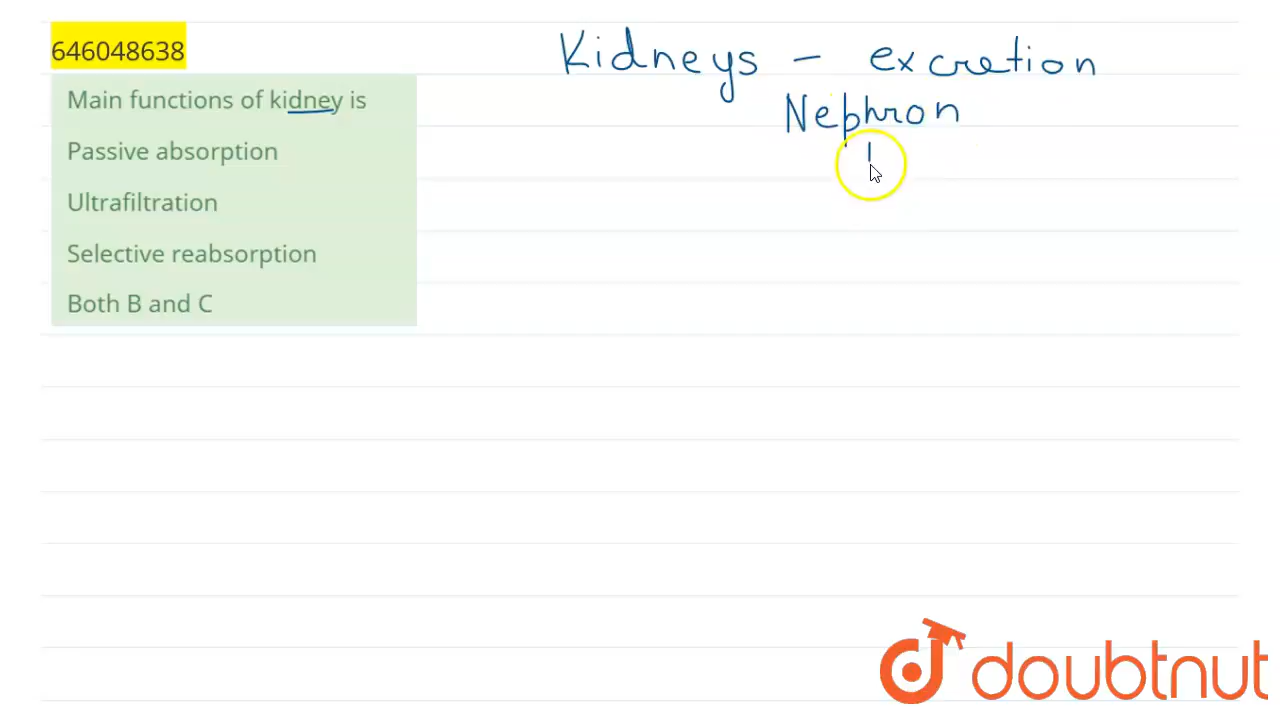 646048638
Main functions of kidney is
Passive absorption
Ultrafiltration
Selective reabsorption
Both B and C
Kidneys - excretion
Nephron
doubtnut